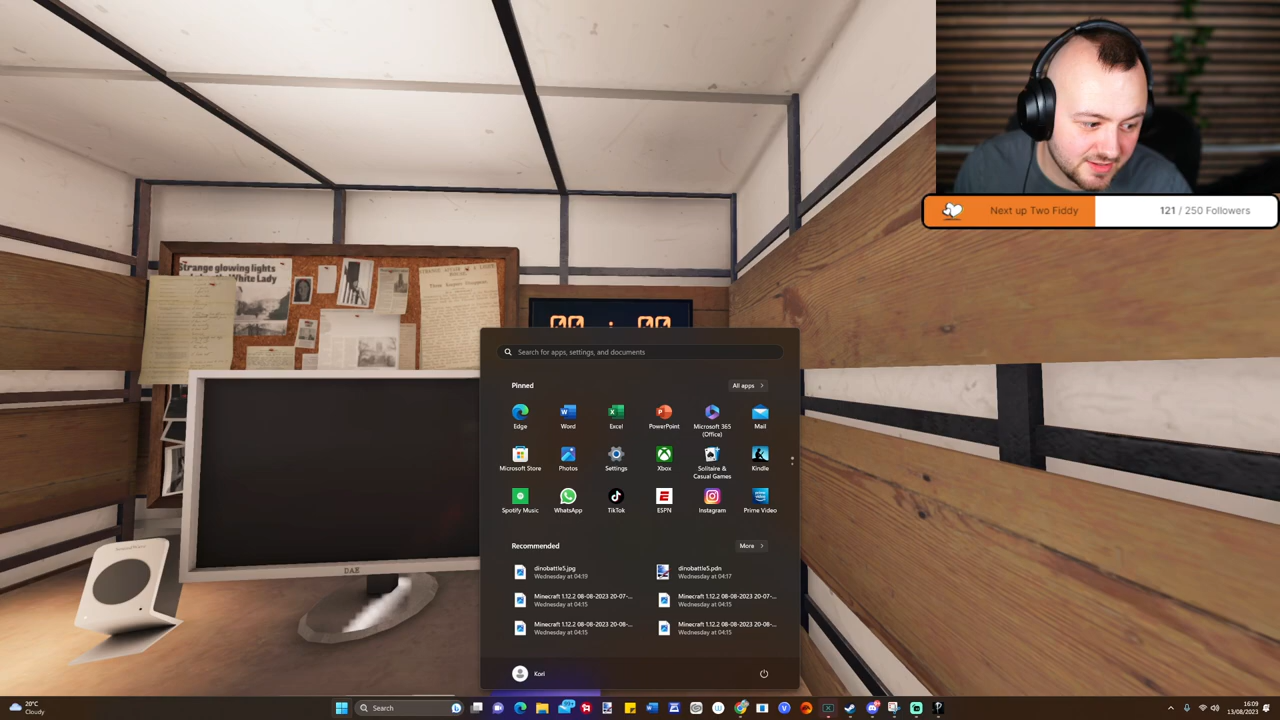 Next up Two Fiddy
121 / 250 Followers
Strange glowing lights
White Lady
00 : 00
DAR
Search for apps, settings, and documents
Pinned
All apps
Edge
Word
Excel
PowerPoint
Microsoft 365
(Office)
Mail
Microsoft Store
Photos
Settings
Xbox
Solitaire &
Casual Games
Kindle
Spotify Music
WhatsApp
TikTok
ESPN
Instagram
Prime Video
Recommended
More
dinobattle5.jpg
Wednesday at 04:19
dinobattle5.pdn
Wednesday at 04:17
Minecraft 1.12.2 08-08-2023 20-07-...
Wednesday at 04:15
Minecraft 1.12.2 08-08-2023 20-07-...
Wednesday at 04:15
Minecraft 1.12.2 08-08-2023 20-08-...
Wednesday at 04:15
Minecraft 1.12.2 08-08-2023 20-08-...
Wednesday at 04:15
Kori
20°C
Cloudy
Search
99+
16:09
13/08/2023